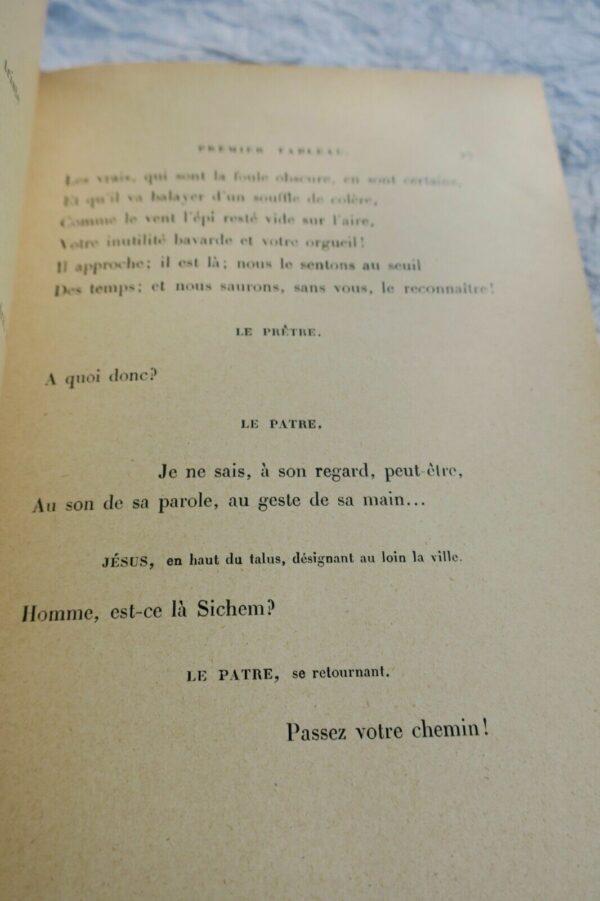 PREMIER TABLEAU.
Les vrais, qui sont la foule obscure, en sont certains,
Et qu'il va balayer d'un souffle de colère,
Comme le vent l'épi resté vide sur l'aire,
Votre inutilité bavarde et votre orgueil!
Il approche; il est là; nous le sentons au seuil
Des temps; et nous saurons, sans vous, le reconnaître!
LE PRÊTRE.
A quoi donc?
LE PATRE.
Je ne sais, à son regard, peut-être,
Au son de sa parole, au geste de sa main...
JÉSUS, en haut du talus, désignant au loin la ville.
Homme, est-ce là Sichem?
LE PATRE, se retournant.
Passez votre chemin!